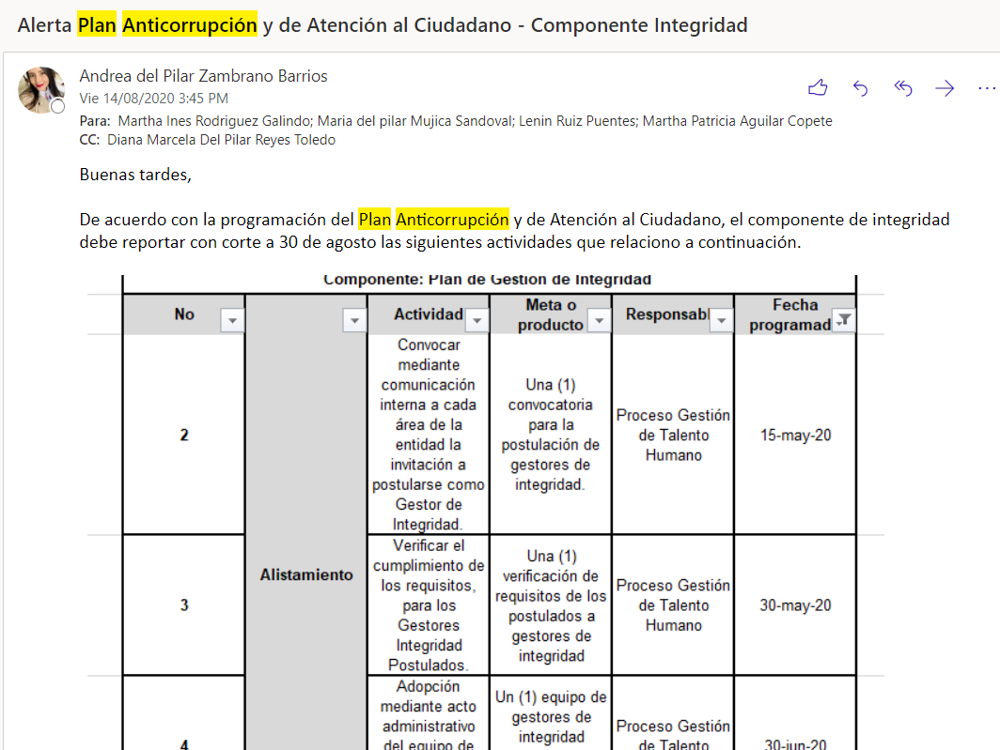 Alerta Plan Anticorrupción y de Atención al Ciudadano - Componente Integridad
Andrea del Pilar Zambrano Barrios
Vie 14/08/2020 3:45 PM
Para: Martha Ines Rodriguez Galindo; Maria del pilar Mujica Sandoval; Lenin Ruiz Puentes; Martha Patricia Aguilar Copete
CC: Diana Marcela Del Pilar Reyes Toledo
Buenas tardes,
De acuerdo con la programación del Plan Anticorrupción y de Atención al Ciudadano, el componente de integridad
debe reportar con corte a 30 de agosto las siguientes actividades que relaciono a continuación.
Componente: Plan de Gestión de Integridad
No
Actividad
Meta o
producto
Responsabl
Fecha
programad
2
Alistamiento
Convocar
mediante
comunicación
interna a cada
área de la
entidad la
invitación a
postularse como
Gestor de
Integridad.
Una (1)
convocatoria
para la
postulación de
gestores de
integridad.
Proceso Gestión
de Talento
Humano
15-may-20
3
Verificar el
cumplimiento de
los requisitos,
para los
Gestores
Integridad
Postulados.
Una (1)
verificación de
requisitos de los
postulados a
gestores de
integridad
Proceso Gestión
de Talento
Humano
30-may-20
4
Adopción
mediante acto
administrativo
del equipo de
Un (1) equipo de
gestores de
integridad
Proceso Gestión
de Talento
30-jun-20